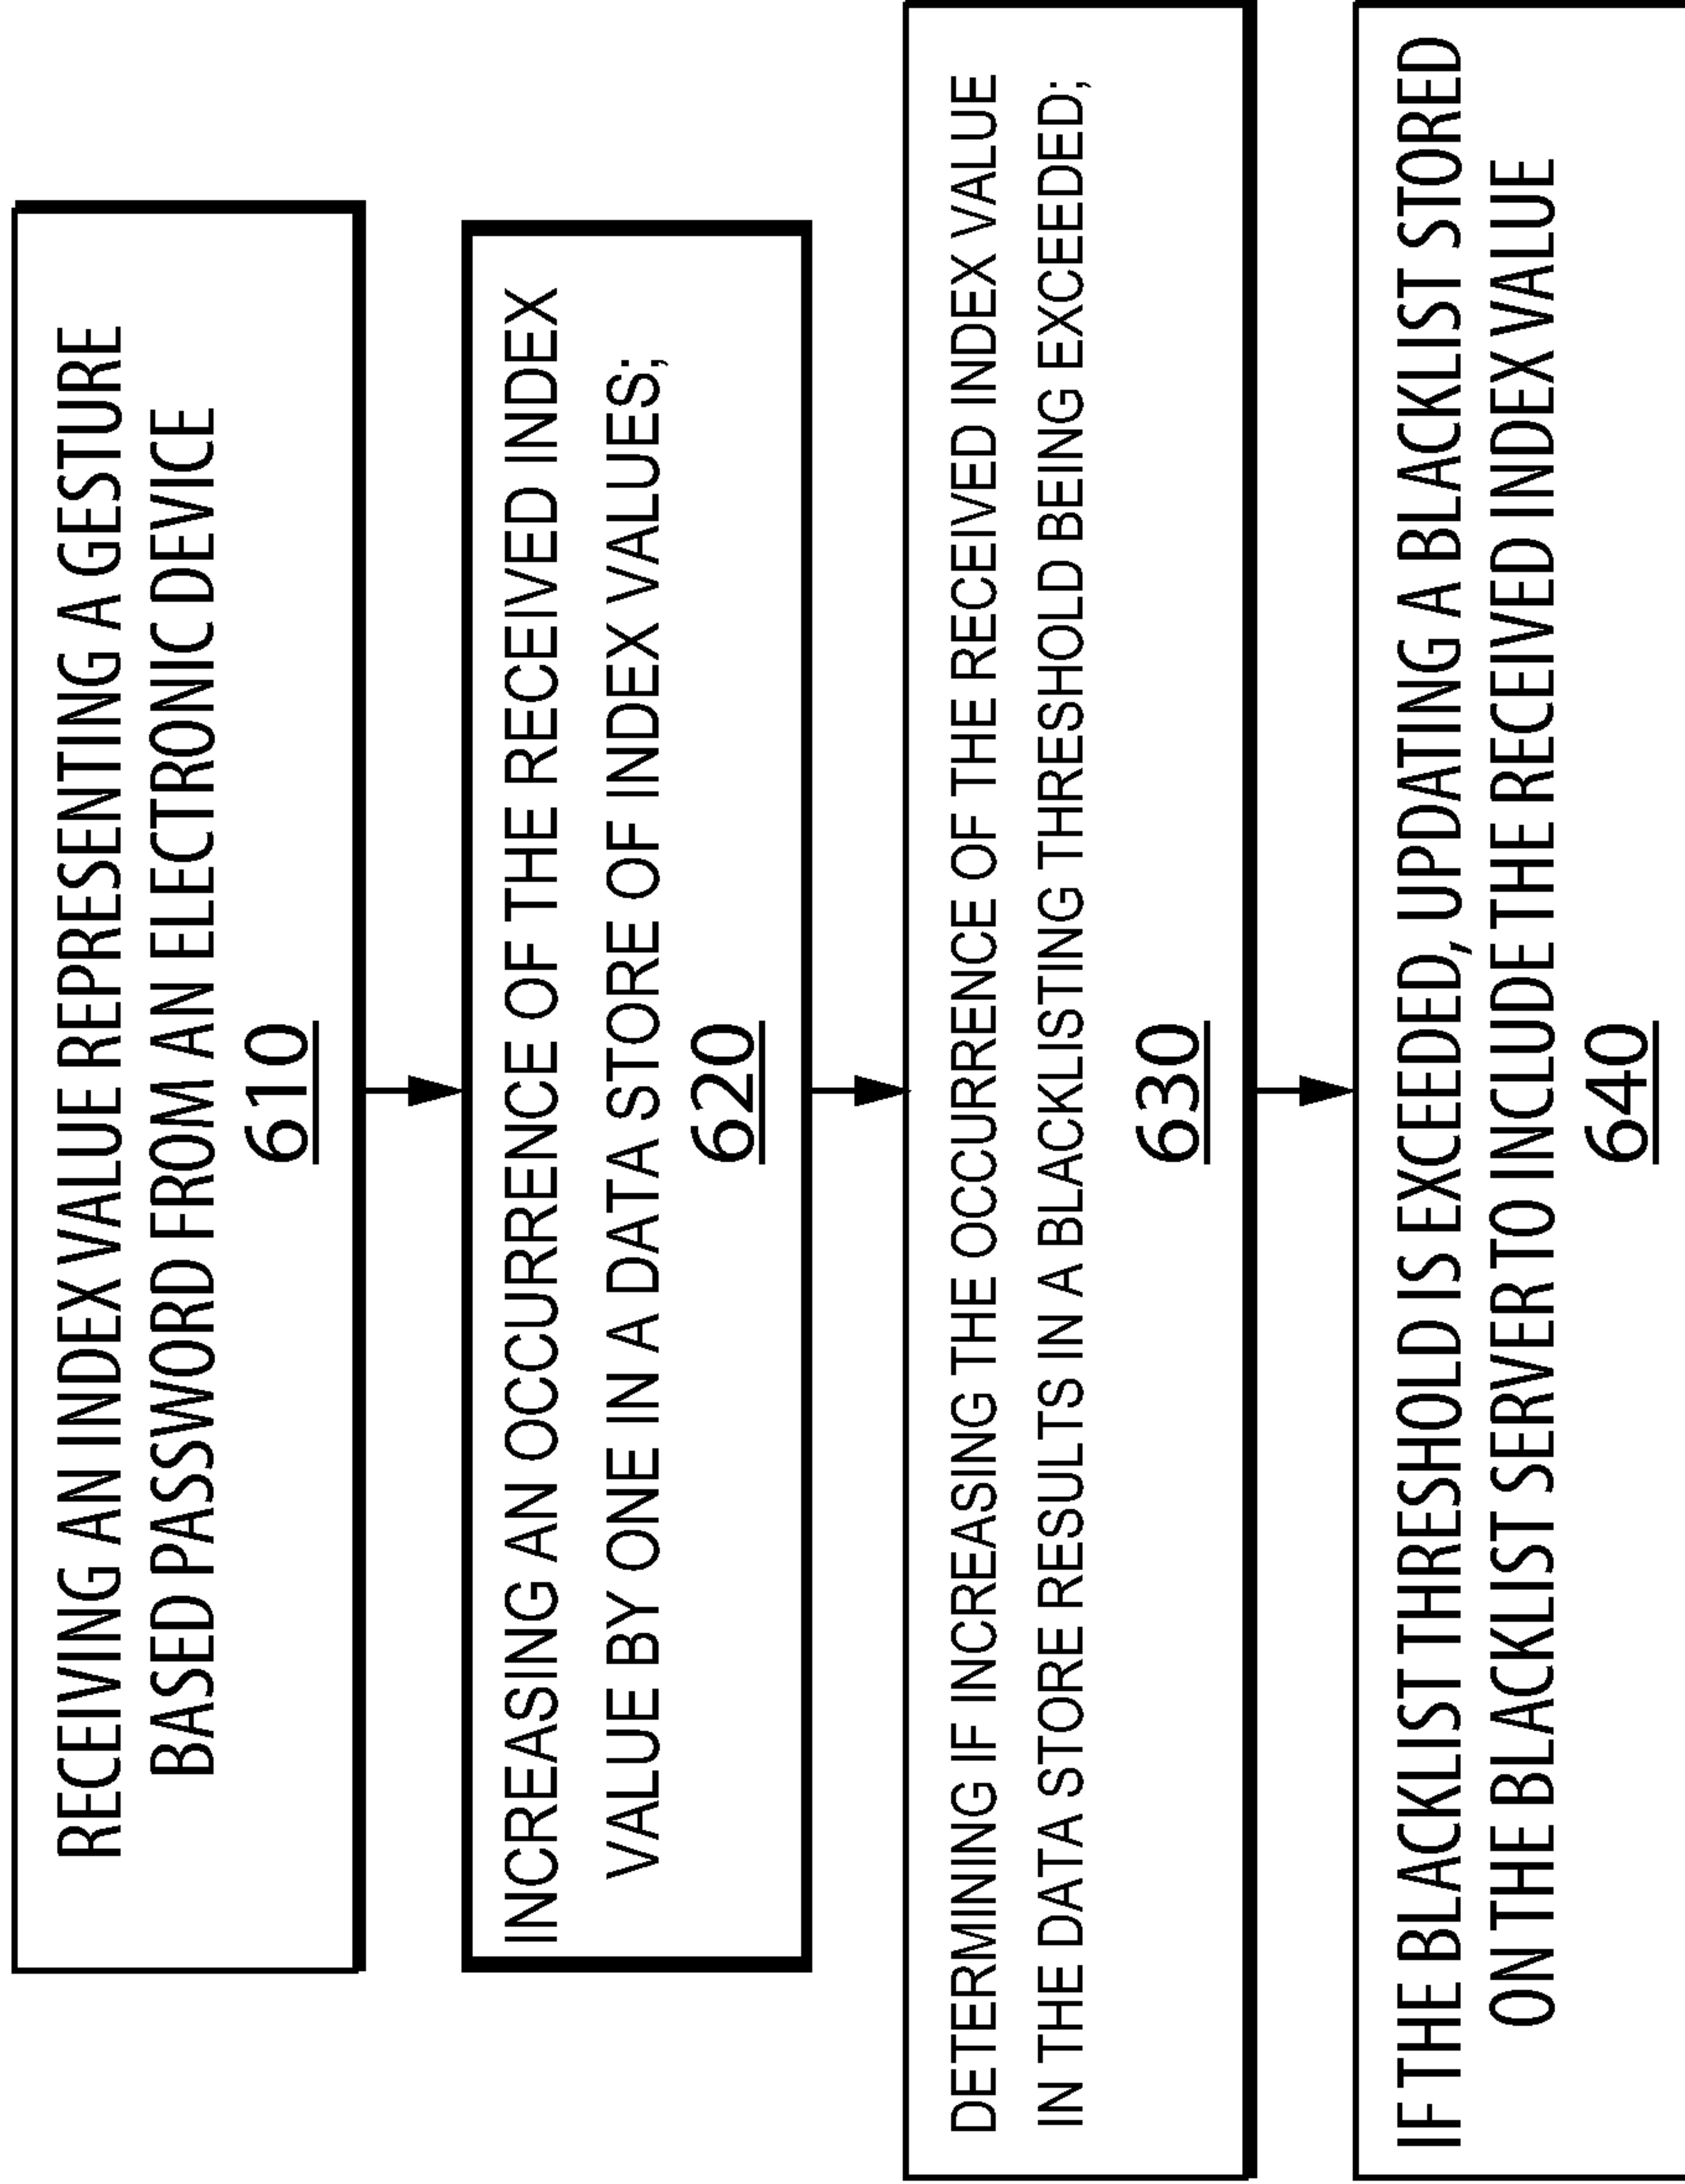 RECEIVING AN INDEX VALUE REPRESENTING A GESTURE
BASED PASSWORD FROM AN ELECTRONIC DEVICE
610
INCREASING AN OCCURRENCE OF THE RECEIVED INDEX
VALUE BY ONE IN A DATA STORE OF INDEX VALUES;
620
DETERMINING IF INCREASING THE OCCURRENCE OF THE RECEIVED INDEX VALUE
IN THE DATA STORE RESULTS IN A BLACKLISTING THRESHOLD BEING EXCEEDED;
630
IF THE BLACKLIST THRESHOLD IS EXCEEDED, UPDATING A BLACKLIST STORED
ON THE BLACKLIST SERVER TO INCLUDE THE RECEIVED INDEX VALUE
640